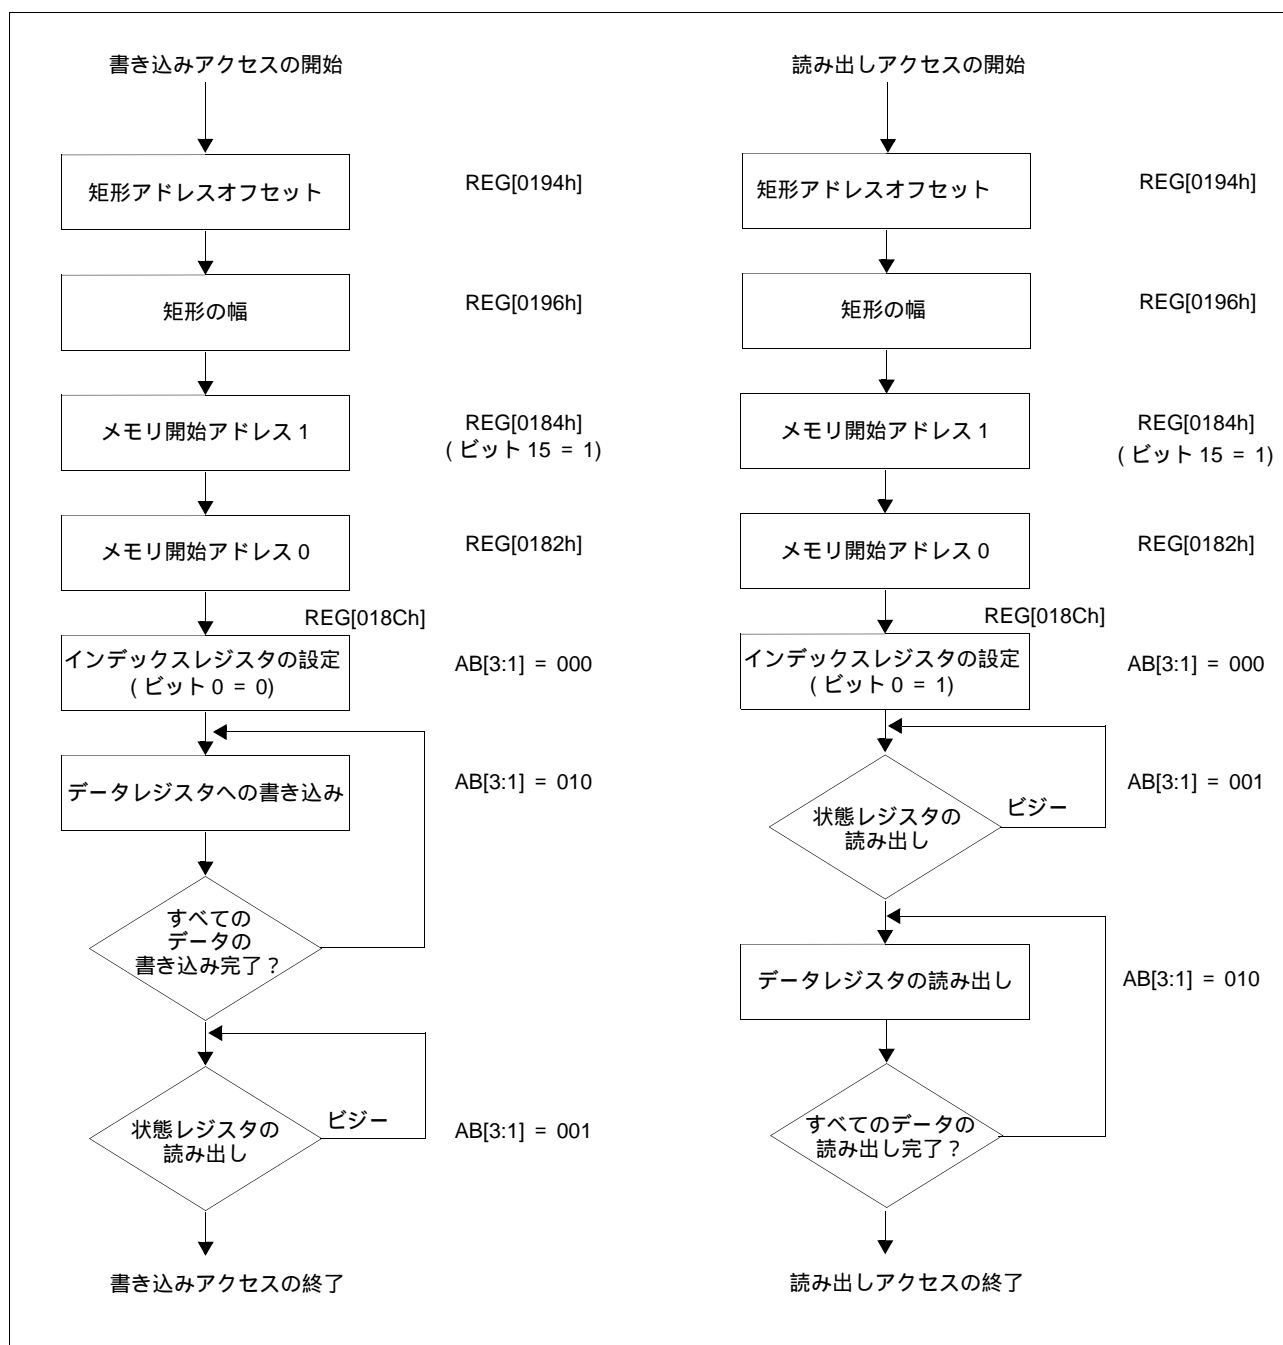 書き込みアクセスの開始
矩形アドレスオフセット
REG[0194h]
矩形の幅
REG[0196h]
メモリ開始アドレス 1
REG[0184h]
( ビット 15 = 1)
メモリ開始アドレス 0
REG[0182h]
REG[018Ch]
インデックスレジスタの設定
( ビット 0 = 0)
AB[3:1] = 000
データレジスタへの書き込み
AB[3:1] = 010
すべての
データの
書き込み完了？
状態レジスタの
読み出し
ビジー
AB[3:1] = 001
書き込みアクセスの終了
読み出しアクセスの開始
矩形アドレスオフセット
REG[0194h]
矩形の幅
REG[0196h]
メモリ開始アドレス 1
REG[0184h]
( ビット 15 = 1)
メモリ開始アドレス 0
REG[0182h]
REG[018Ch]
インデックスレジスタの設定
( ビット 0 = 1)
AB[3:1] = 000
状態レジスタの
読み出し
ビジー
AB[3:1] = 001
データレジスタの読み出し
AB[3:1] = 010
すべてのデータの
読み出し完了？
読み出しアクセスの終了